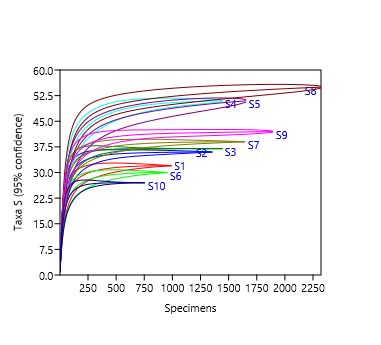 60.0
S8
52.5
S4 S5
45.0
S9
S7
37.5
S2 S3
S1
30.0
S6
S10
22.5
15.0
7.5
0.0
250 500 750 1000 1250 1500 1750 2000 2250
Taxa S (95% confidence)
Specimens